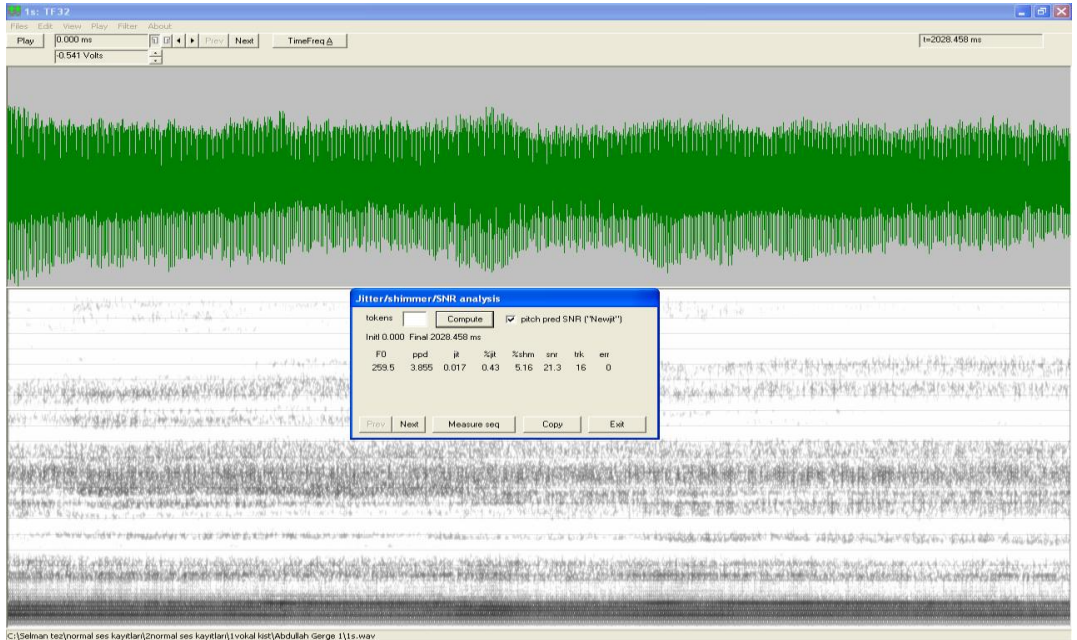 1s: TF32
Files Edit View Play Filter About
Play 0.000 ms Prev Next TimeFreq A t=2028.458 ms
-0.541 Volts
Jitter/shimmer/SNR analysis
tokens Compute pitch pred SNR ("Newjit")
Initl 0.000 Final 2028.458 ms
F0 ppd jit %jit %shm snr trk err
259.5 3.855 0.017 0.43 5.16 21.3 16 0
Prev Next Measure seq Copy Exit
C:\Selman tez\normal ses kayıtları\2normal ses kayıtları\1vokal kist\Abdullah Gerge 1\1s.wav